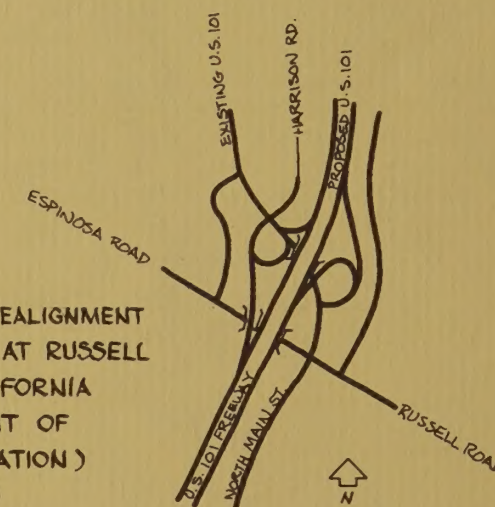 EXISTING U.S. 101
HARRISON RD.
PROPOSED U.S. 101
ESPINOSA ROAD
EALIGNMENT
AT RUSSELL
FORNIA
T OF
ATION)
U.S. 101 FREEWAY
NORTH MAIN ST.
RUSSELL ROAD
N